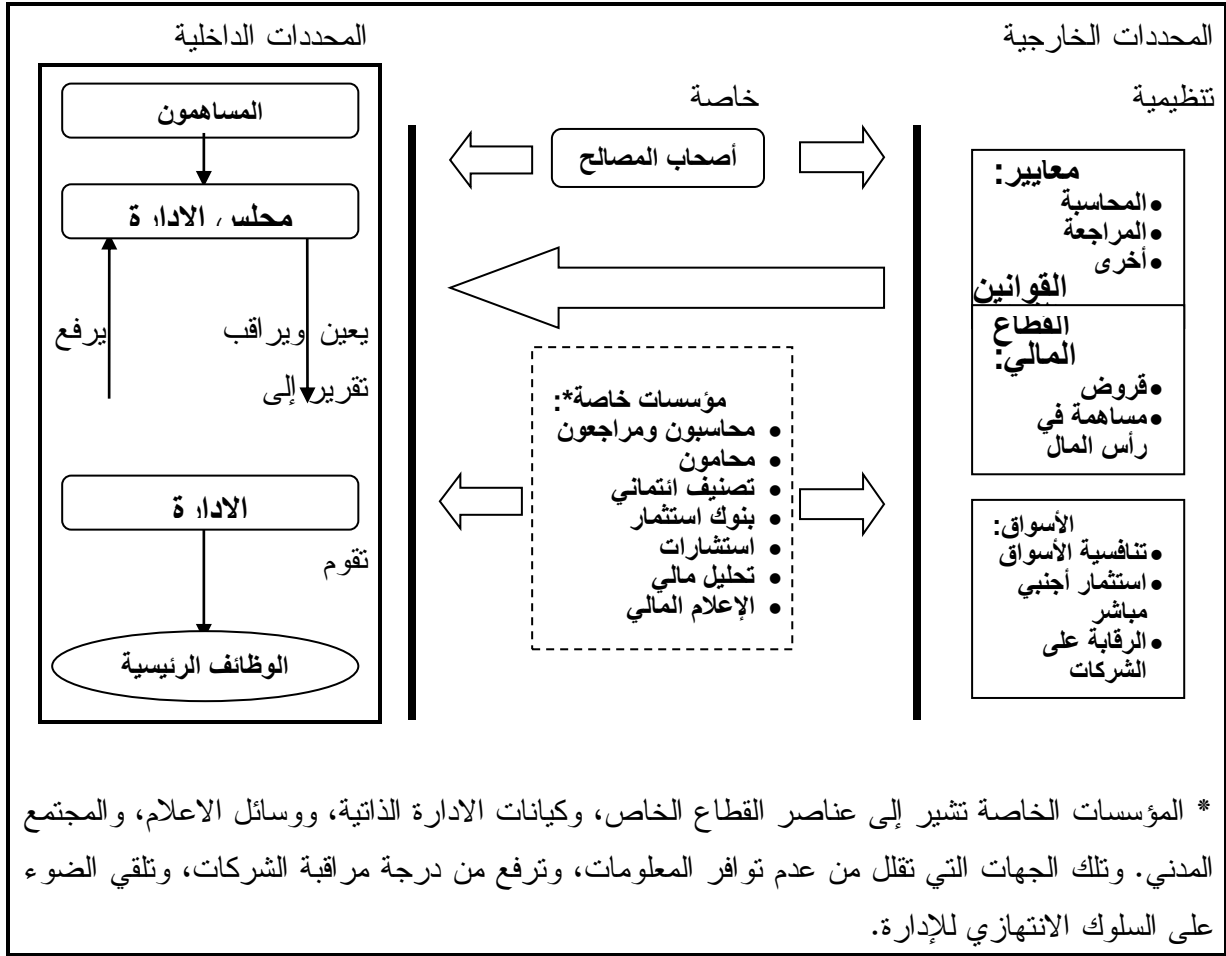 المحددات الخارجية
المحددات الداخلية
تنظيمية
خاصة
المساهمون
أصحاب المصالح
معايير:
•المحاسبة
•المراجعة
•أخرى
القوانين
مجلس الادارة
القطاع
المالي:
•قروض
•مساهمة في
رأس المال
يعين ويراقب
يرفع
تقرير إلى
مؤسسات خاصة*:
• محاسبون ومراجعون
• محامون
• تصنيف ائتماني
• بنوك استثمار
• استشارات
• تحليل مالي
• الإعلام المالي
الادارة
تقوم
الوظائف الرئيسية
الأسواق:
•تنافسية الأسواق
•استثمار أجنبي
مباشر
•الرقابة على
الشركات
* المؤسسات الخاصة تشير إلى عناصر القطاع الخاص، وكيانات الادارة الذاتية، ووسائل الاعلام، والمجتمع
المدني. وتلك الجهات التي تقلل من عدم توافر المعلومات، وترفع من درجة مراقبة الشركات، وتلقي الضوء
على السلوك الانتهازي للإدارة.